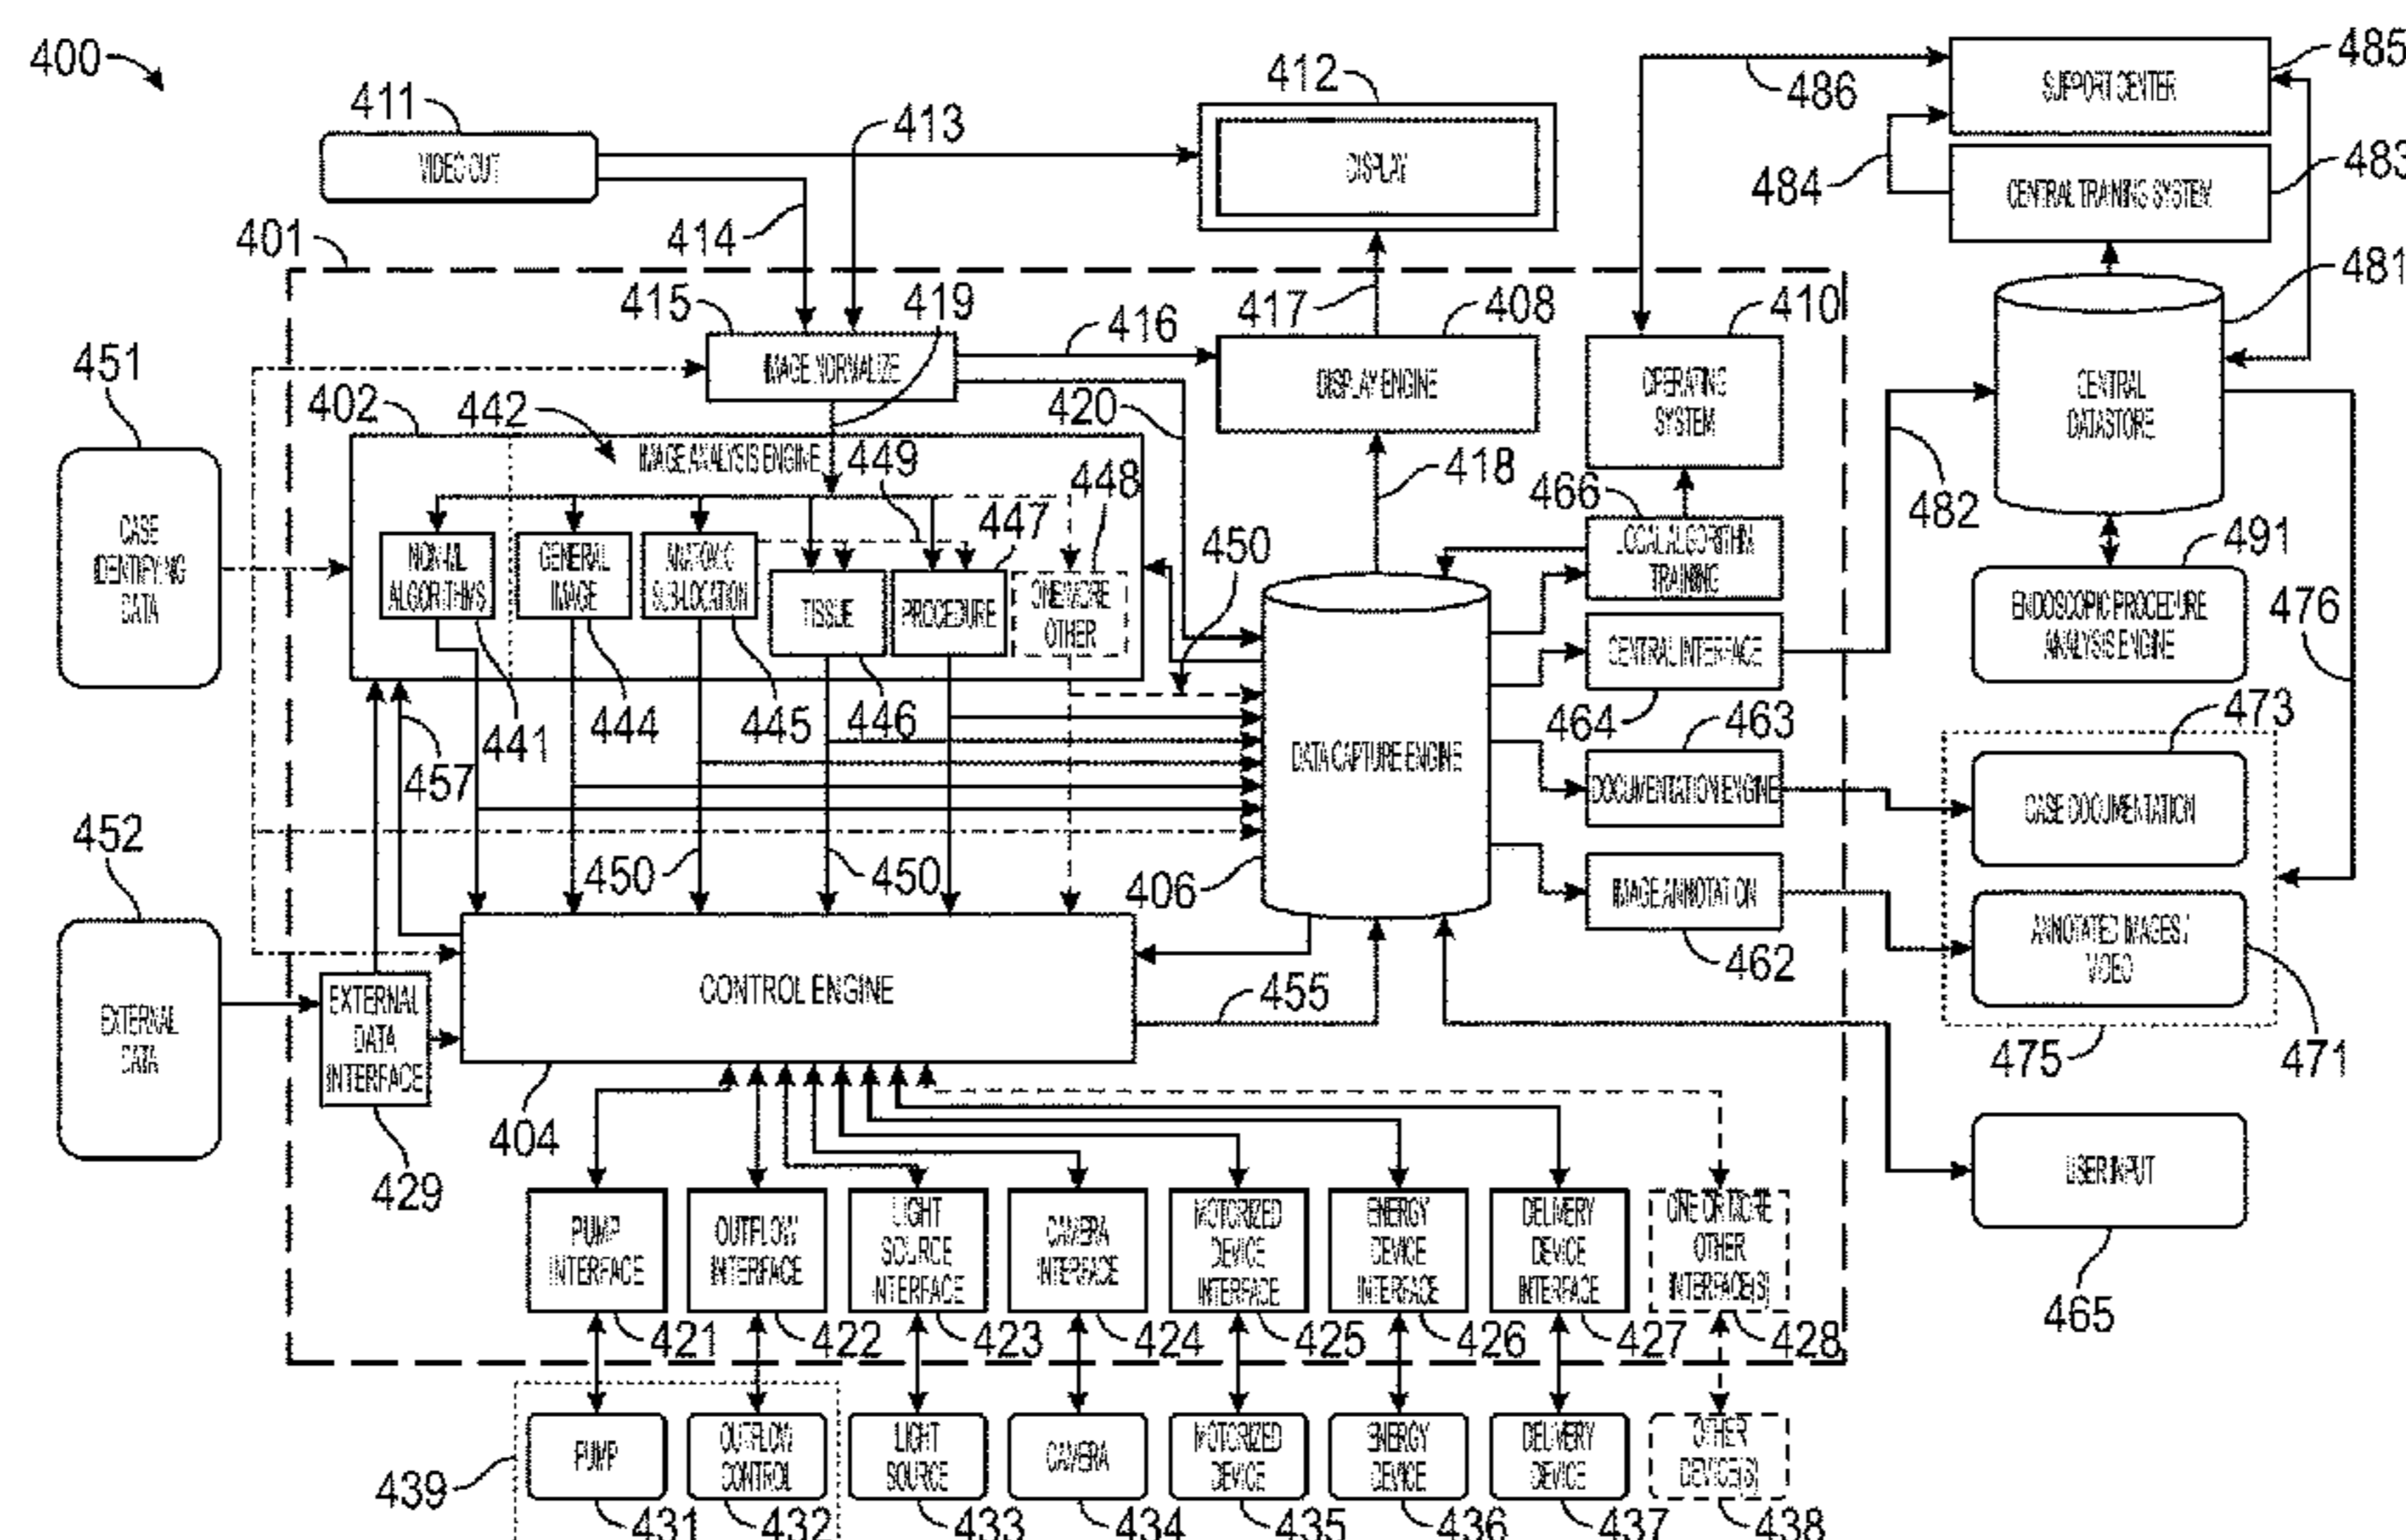 400
411
VIDEO OUT
413
414
412
DISPLAY
486
SUPPORT CENTER
485
484
CENTRAL TRAINING SYSTEM
483
401
415
IMAGE NORMALIZE
419
416
417
408
DISPLAY ENGINE
410
OPERATING
SYSTEM
481
CENTRAL
DATASTORE
451
CASE
IDENTIFYING
DATA
402
442
IMAGE ANALYSIS ENGINE
449
448
420
418
466
LOCAL ALGORITHM
TRAINING
482
447
NON-ML
ALGORITHMS
GENERAL
IMAGE
ANATOMIC
SUB-LOCATION
TISSUE
PROCEDURE
ONE/MORE
OTHER
450
CENTRAL INTERFACE
491
ENDOSCOPIC PROCEDURE
ANALYSIS ENGINE
476
457
441
444
445
446
464
463
473
DATA CAPTURE ENGINE
DOCUMENTATION ENGINE
CASE DOCUMENTATION
452
EXTERNAL
DATA
450
450
406
IMAGE ANNOTATION
462
ANNOTATED IMAGES /
VIDEO
475
471
EXTERNAL
DATA
INTERFACE
429
CONTROL ENGINE
404
455
USER INPUT
465
PUMP
INTERFACE
OUTFLOW
INTERFACE
LIGHT
SOURCE
INTERFACE
CAMERA
INTERFACE
MOTORIZED
DEVICE
INTERFACE
ENERGY
DEVICE
INTERFACE
DELIVERY
DEVICE
INTERFACE
ONE OR MORE
OTHER
INTERFACE(S)
421
422
423
424
425
426
427
428
439
PUMP
OUTFLOW
CONTROL
LIGHT
SOURCE
CAMERA
MOTORIZED
DEVICE
ENERGY
DEVICE
DELIVERY
DEVICE
OTHER
DEVICE(S)
431
432
433
434
435
436
437
438